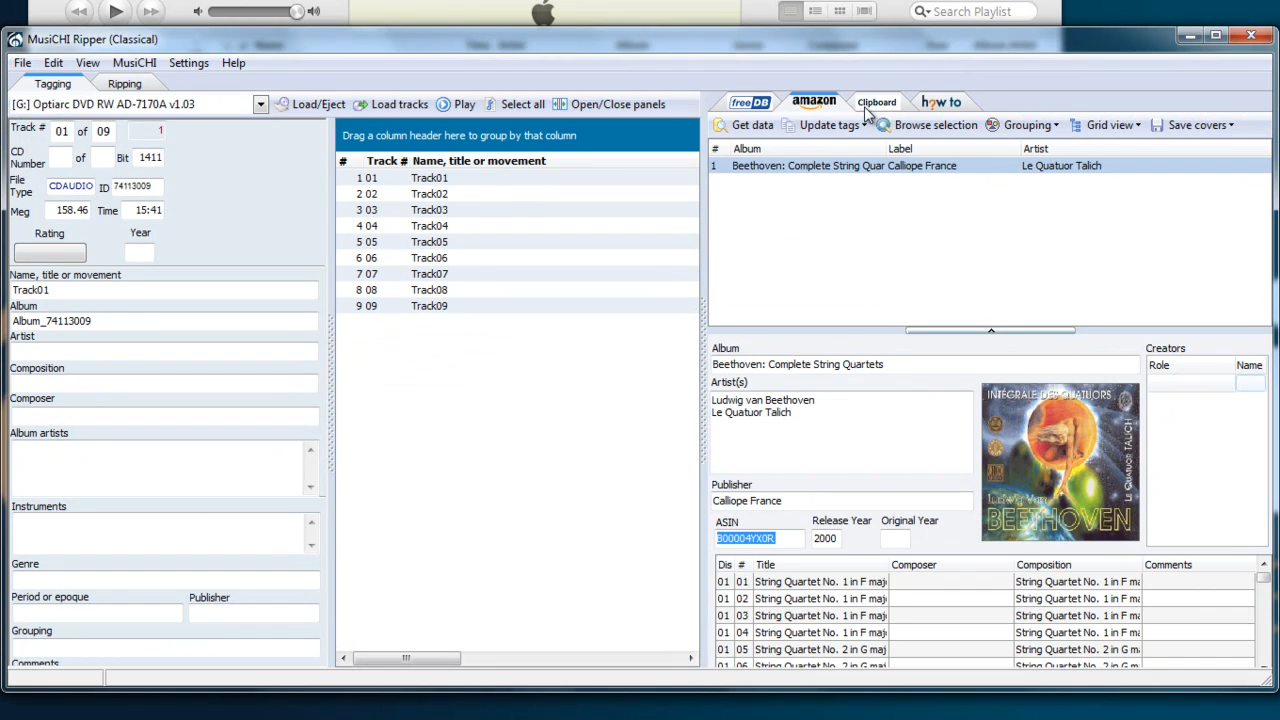 Search Playlist
MusiCHI Ripper (Classical)
File Edit View MusiCHI Settings Help
Tagging Ripping
[G:] Optiarc DVD RW AD-7170A v1.03
Load/Eject Load tracks Play Select all Open/Close panels
freeDB amazon Clipboard how to
Get data Update tags Browse selection Grouping Grid view Save covers
Track # 01 of 09 1
CD Number of Bit 1411
File Type CDAUDIO ID 74113009
Meg 158.46 Time 15:41
Rating Year
Name, title or movement
Track01
Album
Album_74113009
Artist
Composition
Composer
Album artists
Instruments
Genre
Period or epoque Publisher
Grouping
Comments
Drag a column header here to group by that column
# Track # Name, title or movement
1 01 Track01
2 02 Track02
3 03 Track03
4 04 Track04
5 05 Track05
6 06 Track06
7 07 Track07
8 08 Track08
9 09 Track09
# Album Label Artist
1 Beethoven: Complete String Quar Calliope France Le Quatuor Talich
Album
Beethoven: Complete String Quartets
Artist(s)
Ludwig van Beethoven
Le Quatuor Talich
Publisher
Calliope France
ASIN Release Year Original Year
B00004YX0R 2000
Creators
Role Name
INTÉGRALE DES QUATUORS
LE QUATUOR TALICH
Ludwig Van
BEETHOVEN
Dis # Title Composer Composition Comments
01 01 String Quartet No. 1 in F maj String Quartet No. 1 in F ma
01 02 String Quartet No. 1 in F maj String Quartet No. 1 in F ma
01 03 String Quartet No. 1 in F maj String Quartet No. 1 in F ma
01 04 String Quartet No. 1 in F maj String Quartet No. 1 in F ma
01 05 String Quartet No. 2 in G maj String Quartet No. 2 in G ma
01 06 String Quartet No. 2 in G maj String Quartet No. 2 in G ma